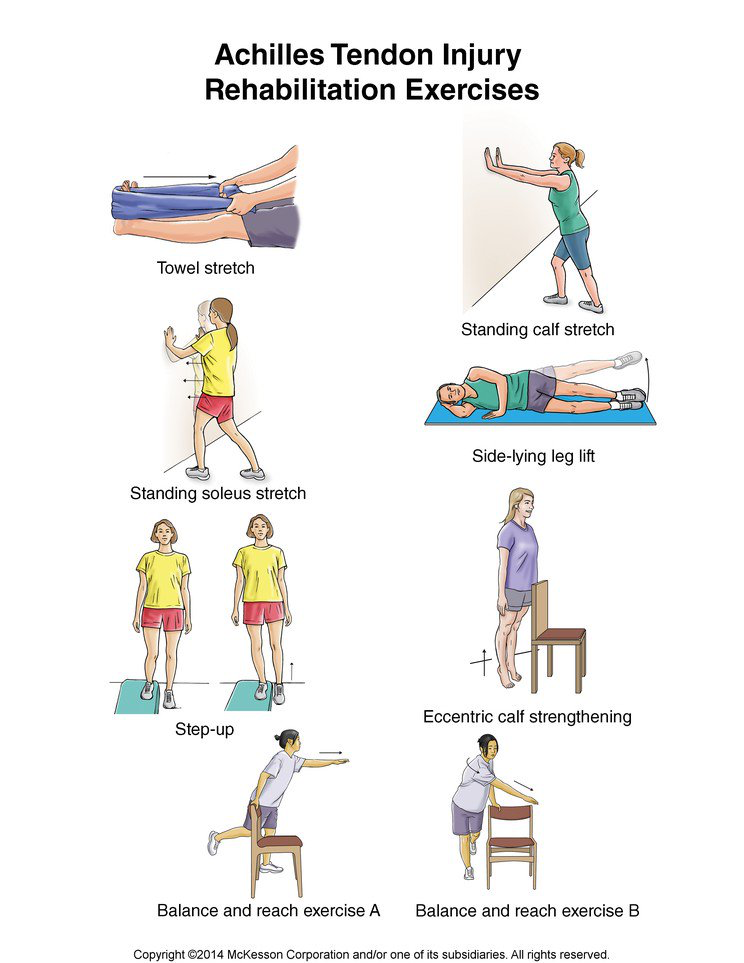 Achilles Tendon Injury
Rehabilitation Exercises
Towel stretch
Standing calf stretch
Standing soleus stretch
Side-lying leg lift
Step-up
Eccentric calf strengthening
Balance and reach exercise A
Balance and reach exercise B
Copyright ©2014 McKesson Corporation and/or one of its subsidiaries. All rights reserved.